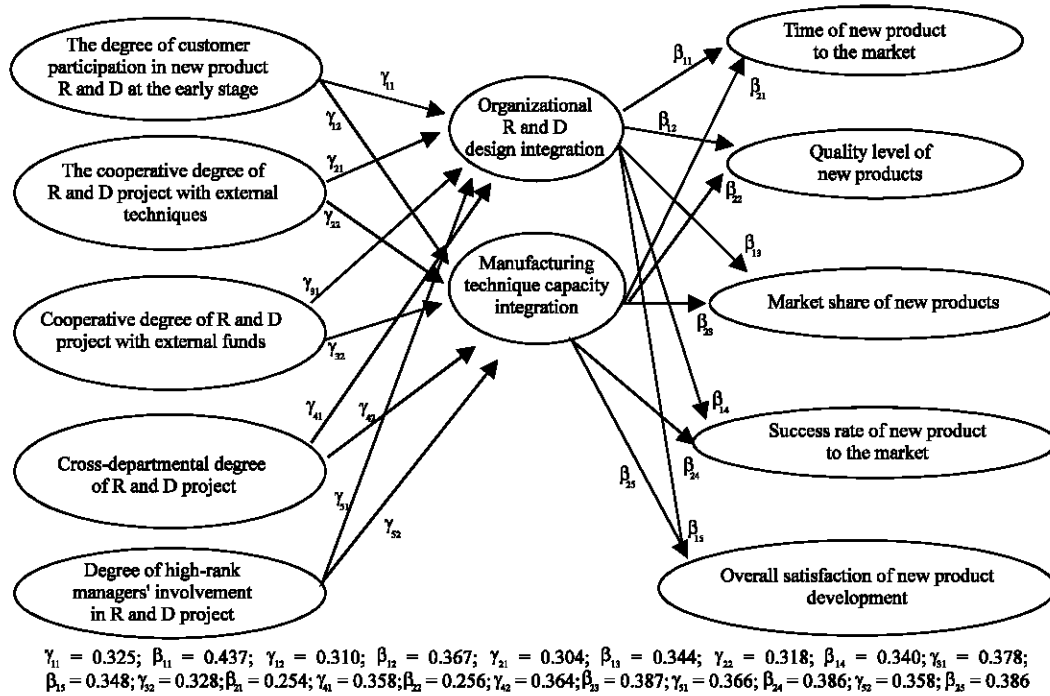 The degree of customer
participation in new product
R and D at the early stage
The cooperative degree of
R and D project with external
techniques
Cooperative degree of R and D
project with external funds
Cross-departmental degree
of R and D project
Degree of high-rank
managers' involvement
in R and D project
γ₁₁
γ₁₂
γ₂₁
γ₂₂
γ₃₁
γ₃₂
γ₄₁
γ₄₂
γ₅₁
γ₅₂
Organizational
R and D
design integration
Manufacturing
technique capacity
integration
β₁₁
β₂₁
β₁₂
β₂₂
β₁₃
β₂₃
β₁₄
β₂₄
β₂₅
β₁₅
Time of new product
to the market
Quality level of
new products
Market share of new products
Success rate of new product
to the market
Overall satisfaction of new product
development
γ₁₁ = 0.325; β₁₁ = 0.437; γ₁₂ = 0.310; β₁₂ = 0.367; γ₂₁ = 0.304; β₁₃ = 0.344; γ₂₂ = 0.318; β₁₄ = 0.340; γ₃₁ = 0.378;
β₁₅ = 0.348; γ₃₂ = 0.328; β₂₁ = 0.254; γ₄₁ = 0.358; β₂₂ = 0.256; γ₄₂ = 0.364; β₂₃ = 0.387; γ₅₁ = 0.366; β₂₄ = 0.386; γ₅₂ = 0.358; β₂₅ = 0.386